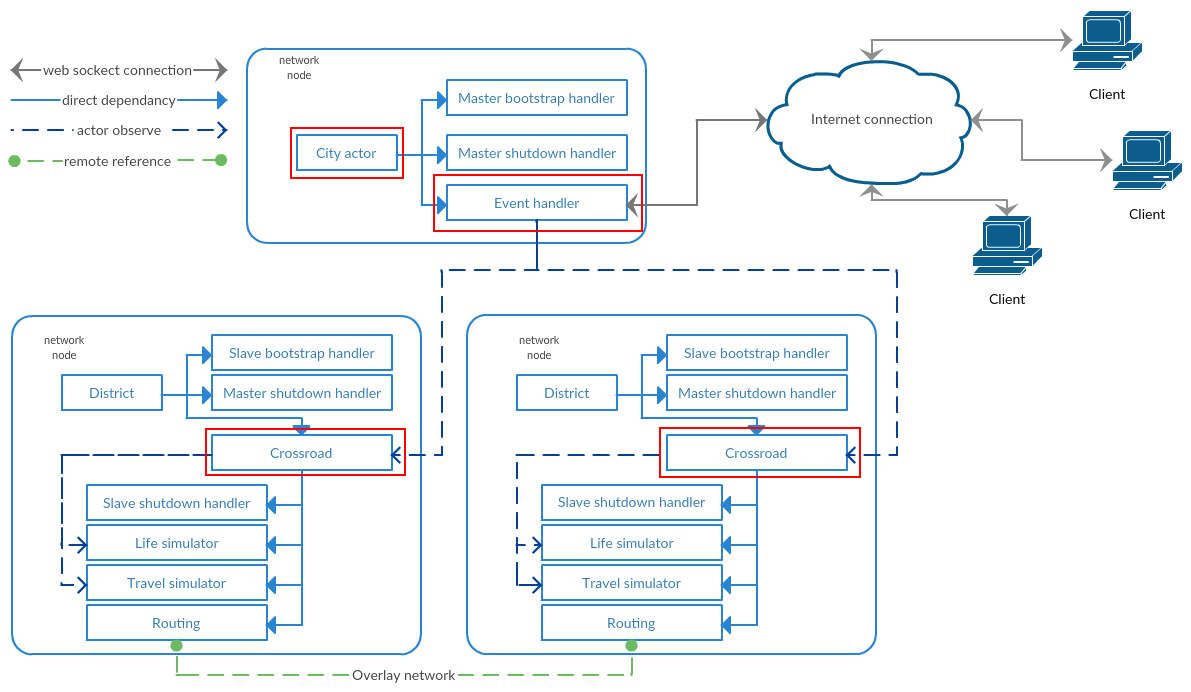 web sockect connection
direct dependancy
actor observe
remote reference
network
node
Master bootstrap handler
City actor
Master shutdown handler
Event handler
Internet connection
Client
Client
Client
network
node
Slave bootstrap handler
District
Master shutdown handler
Crossroad
Slave shutdown handler
Life simulator
Travel simulator
Routing
network
node
Slave bootstrap handler
District
Master shutdown handler
Crossroad
Slave shutdown handler
Life simulator
Travel simulator
Routing
Overlay network